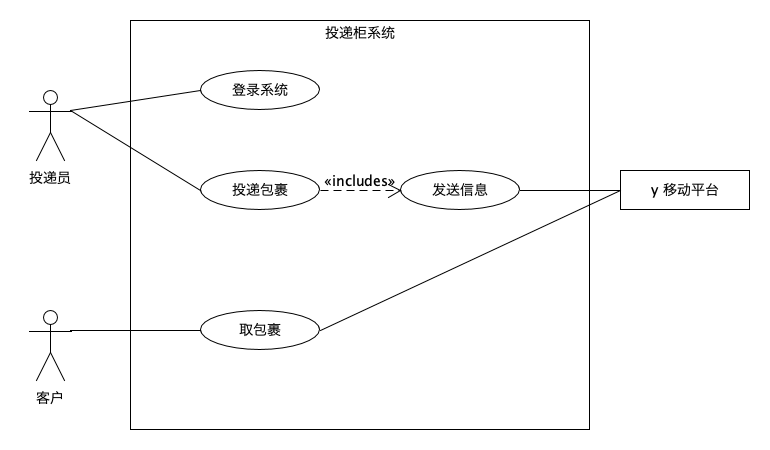 投递柜系统
登录系统
投递员
投递包裹
«includes»
发送信息
y 移动平台
取包裹
客户